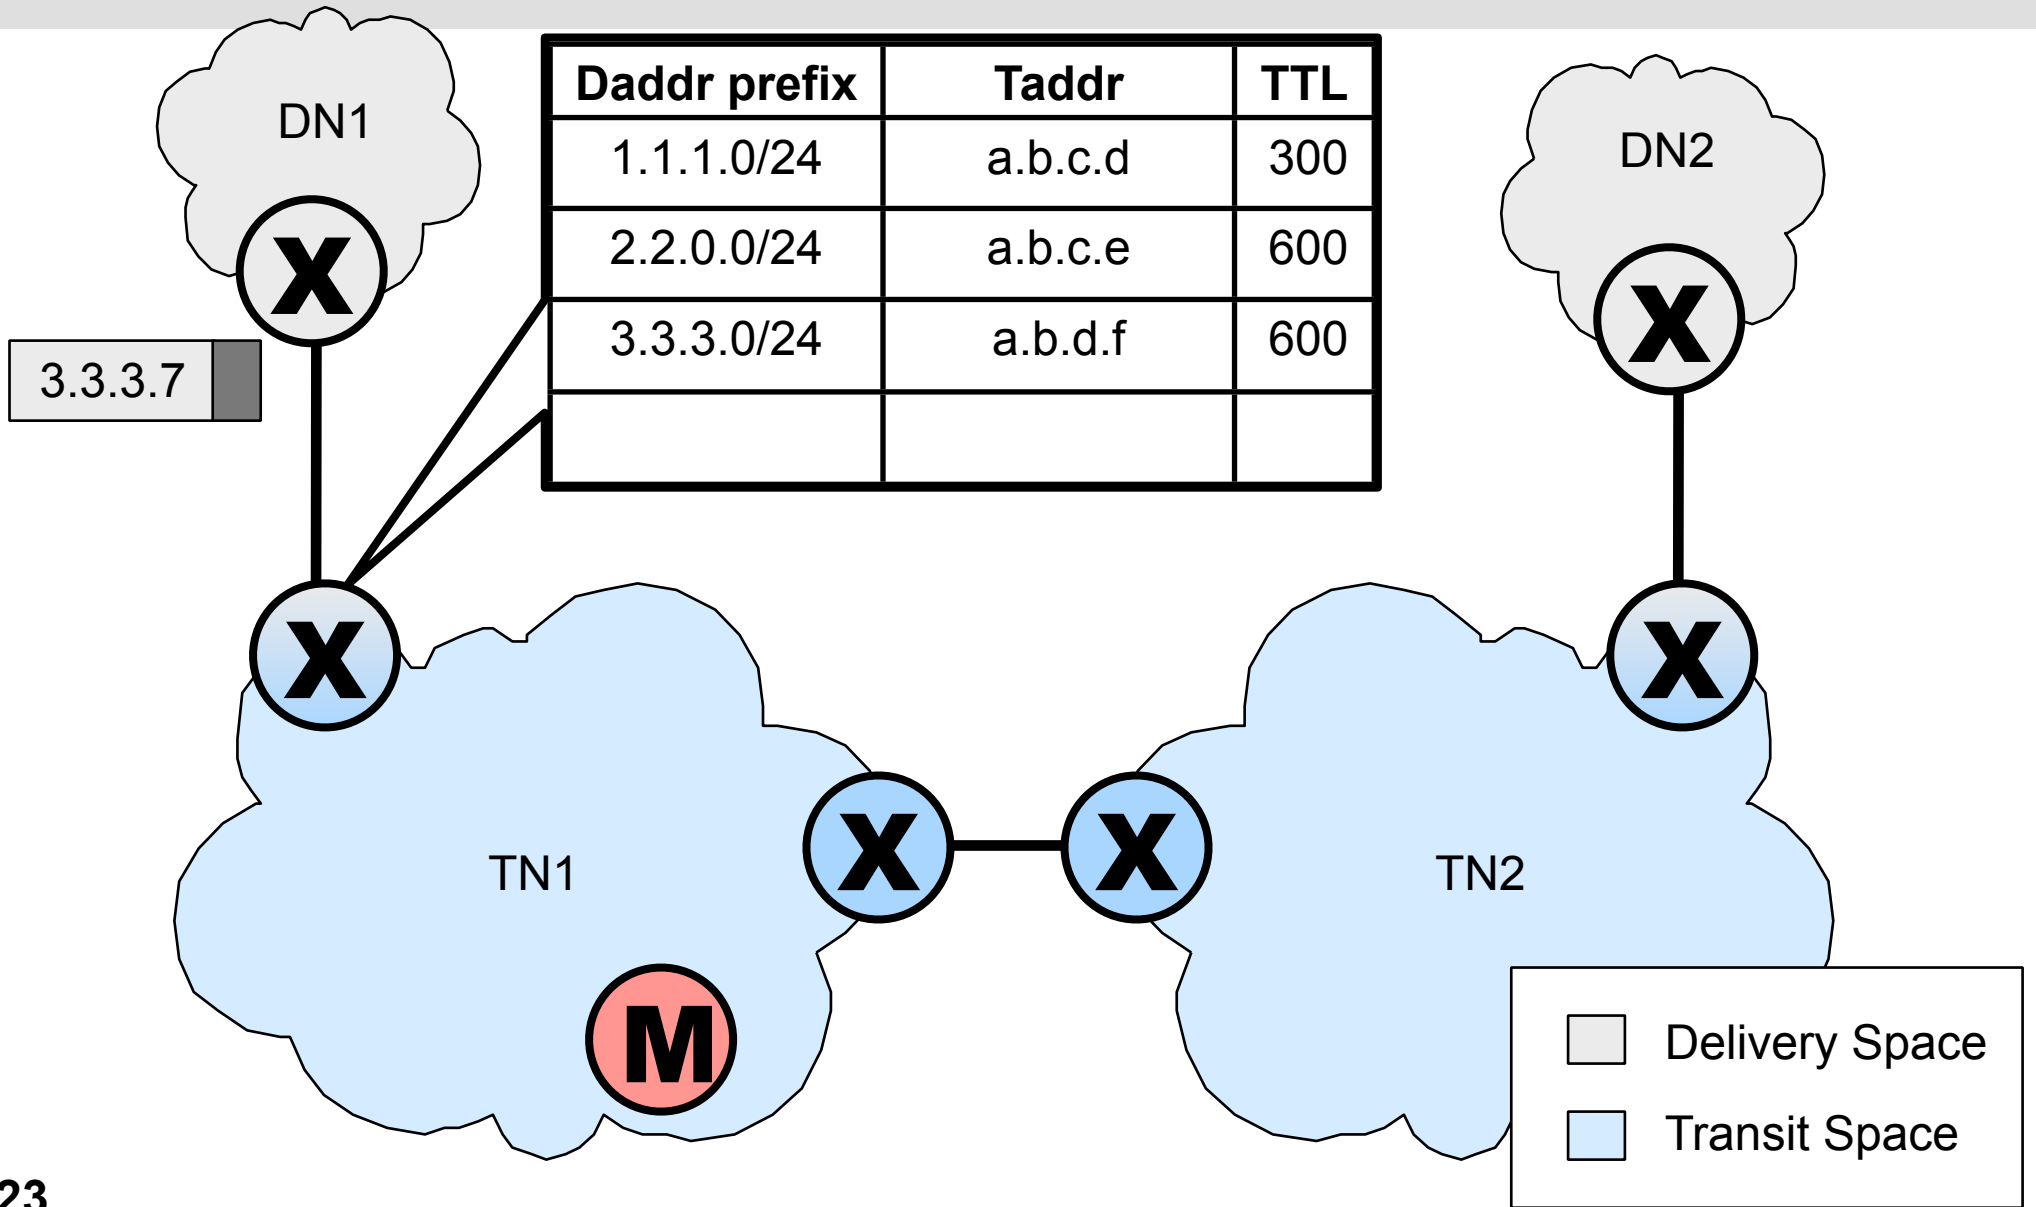 DN1
Daddr prefix Taddr TTL
1.1.1.0/24 a.b.c.d 300
2.2.0.0/24 a.b.c.e 600
3.3.3.0/24 a.b.d.f 600
DN2
X
X
3.3.3.7
X
X
X
X
TN1
TN2
M
Delivery Space
Transit Space
23